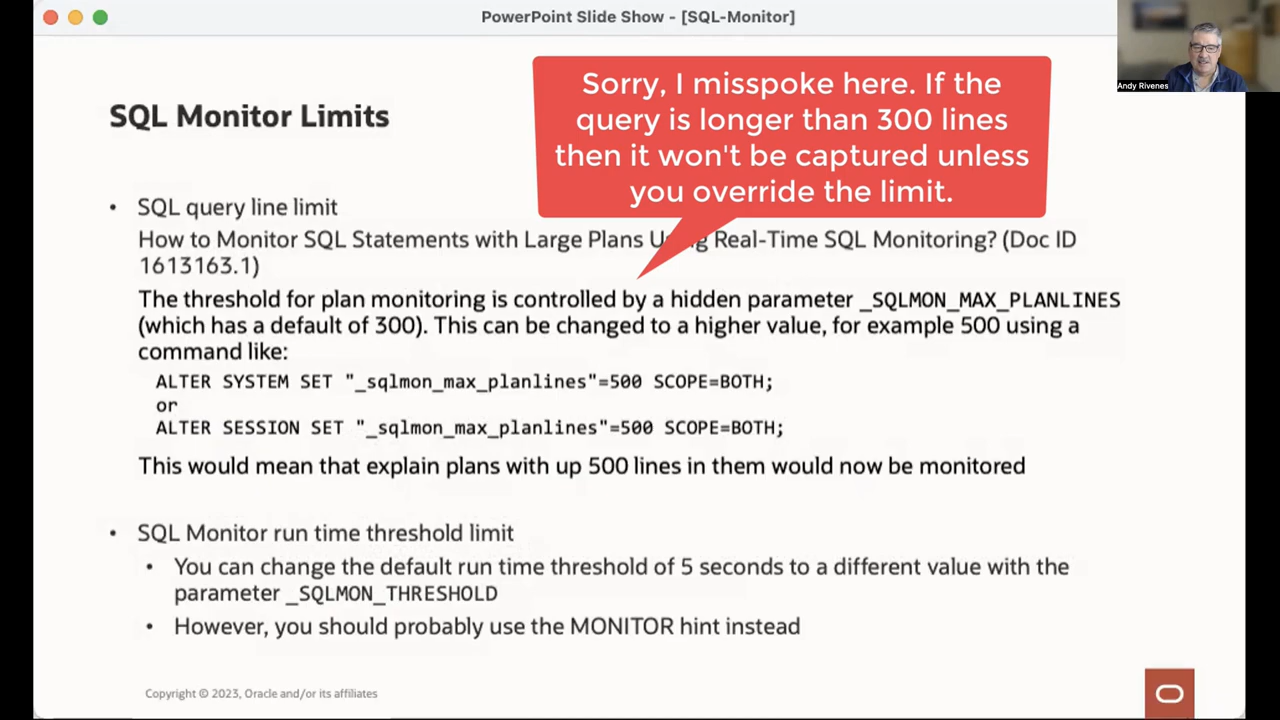 PowerPoint Slide Show - [SQL-Monitor]
Andy Rivenes
SQL Monitor Limits
Sorry, I misspoke here. If the
query is longer than 300 lines
then it won't be captured unless
you override the limit.
• SQL query line limit
How to Monitor SQL Statements with Large Plans U g Real-Time SQL Monitoring? (Doc ID
1613163.1)
The threshold for plan monitoring is controlled by a hidden parameter _SQLMON_MAX_PLANLINES
(which has a default of 300). This can be changed to a higher value, for example 500 using a
command like:
ALTER SYSTEM SET "_sqlmon_max_planlines"=500 SCOPE=BOTH;
or
ALTER SESSION SET "_sqlmon_max_planlines"=500 SCOPE=BOTH;
This would mean that explain plans with up 500 lines in them would now be monitored
• SQL Monitor run time threshold limit
• You can change the default run time threshold of 5 seconds to a different value with the
parameter _SQLMON_THRESHOLD
• However, you should probably use the MONITOR hint instead
Copyright © 2023, Oracle and/or its affiliates